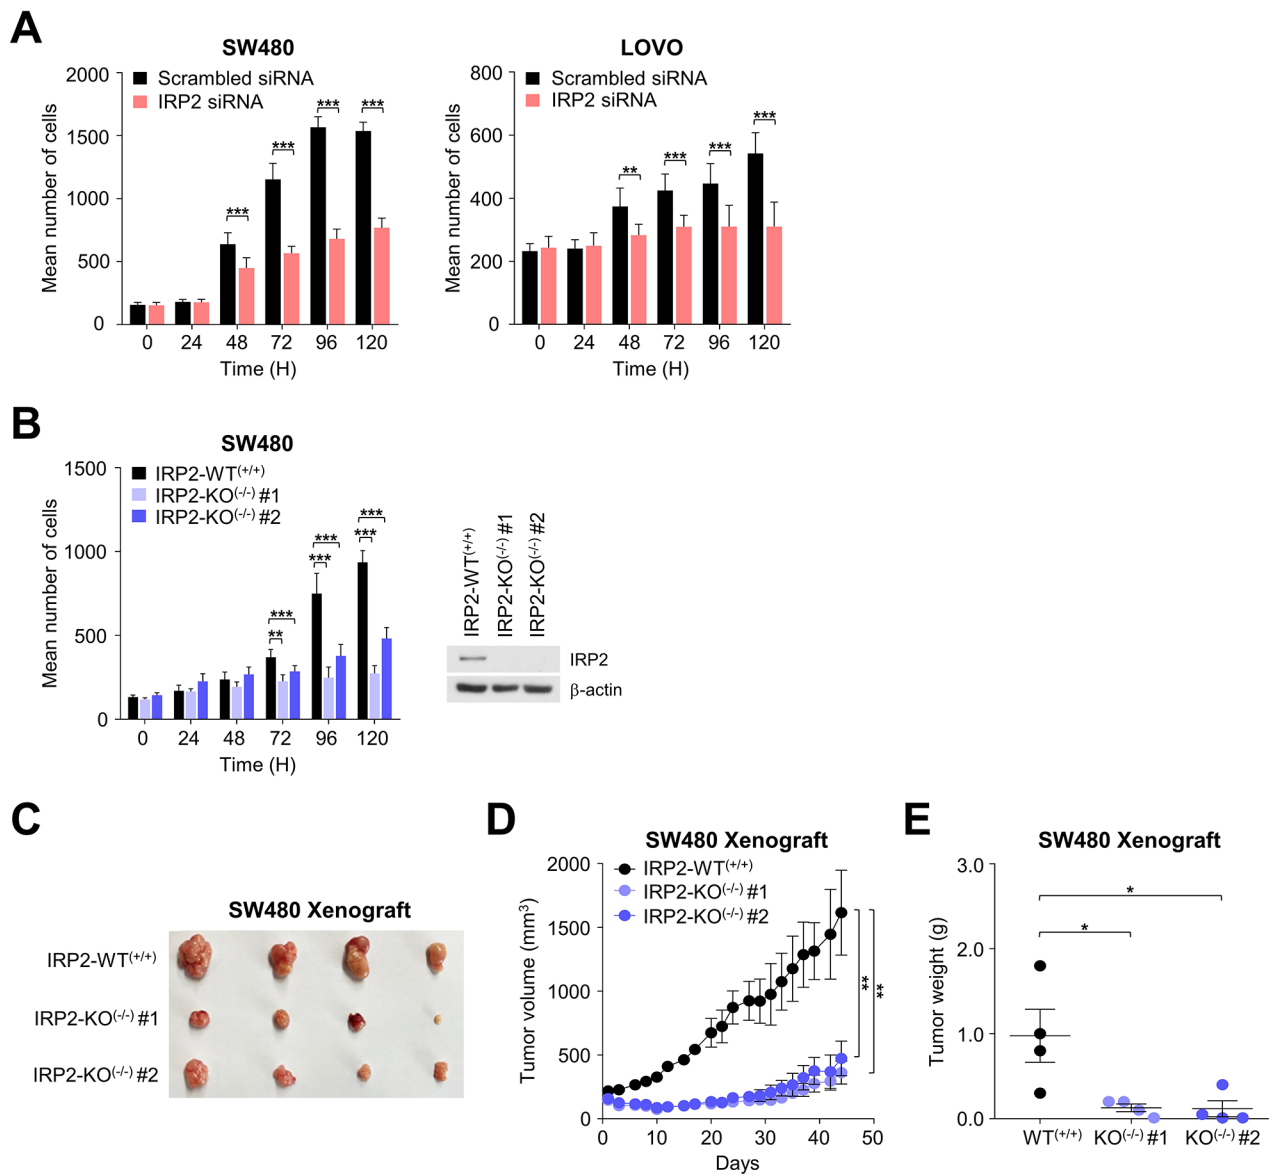 A
SW480
2000
1500
1000
500
0
Mean number of cells
Scrambled siRNA
IRP2 siRNA
***
***
***
***
0 24 48 72 96 120
Time (H)
LOVO
800
600
400
200
0
Mean number of cells
Scrambled siRNA
IRP2 siRNA
**
***
***
***
0 24 48 72 96 120
Time (H)
B
SW480
1500
1000
500
0
Mean number of cells
IRP2-WT(+/+)
IRP2-KO(-/-) #1
IRP2-KO(-/-) #2
***
**
***
***
***
***
0 24 48 72 96 120
Time (H)
IRP2-WT(+/+)
IRP2-KO(-/-) #1
IRP2-KO(-/-) #2
IRP2
β-actin
C
SW480 Xenograft
IRP2-WT(+/+)
IRP2-KO(-/-) #1
IRP2-KO(-/-) #2
D
SW480 Xenograft
2000
1500
1000
500
0
Tumor volume (mm3)
IRP2-WT(+/+)
IRP2-KO(-/-) #1
IRP2-KO(-/-) #2
**
**
0 10 20 30 40 50
Days
E
SW480 Xenograft
3.0
2.0
1.0
0.0
Tumor weight (g)
*
*
WT(+/+) KO(-/-) #1 KO(-/-) #2